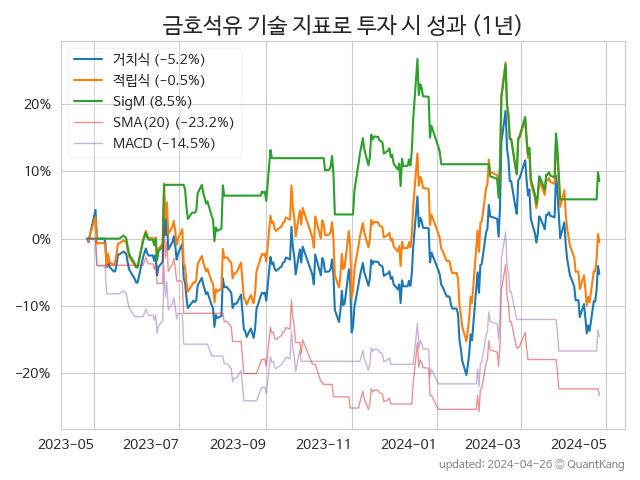 금호석유 기술 지표로 투자 시 성과 (1년)
거치식 (−5.2%)
적립식 (−0.5%)
SigM (8.5%)
SMA(20) (−23.2%)
MACD (−14.5%)
20%
10%
0%
−10%
−20%
2023-05 2023-07 2023-09 2023-11 2024-01 2024-03 2024-05
updated: 2024-04-26 © QuantKang